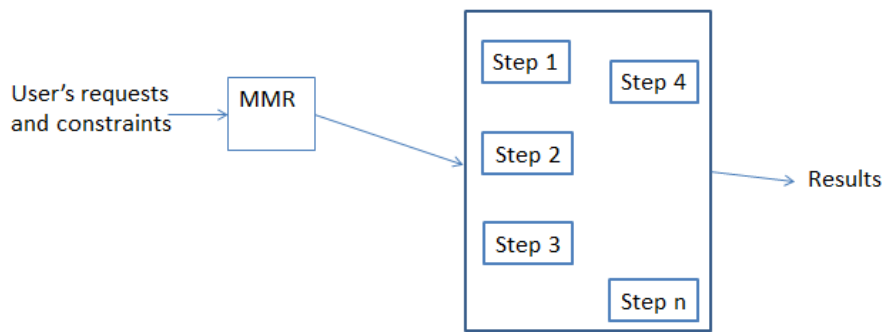 User's requests
and constraints
MMR
Step 1
Step 2
Step 3
Step 4
Step n
Results